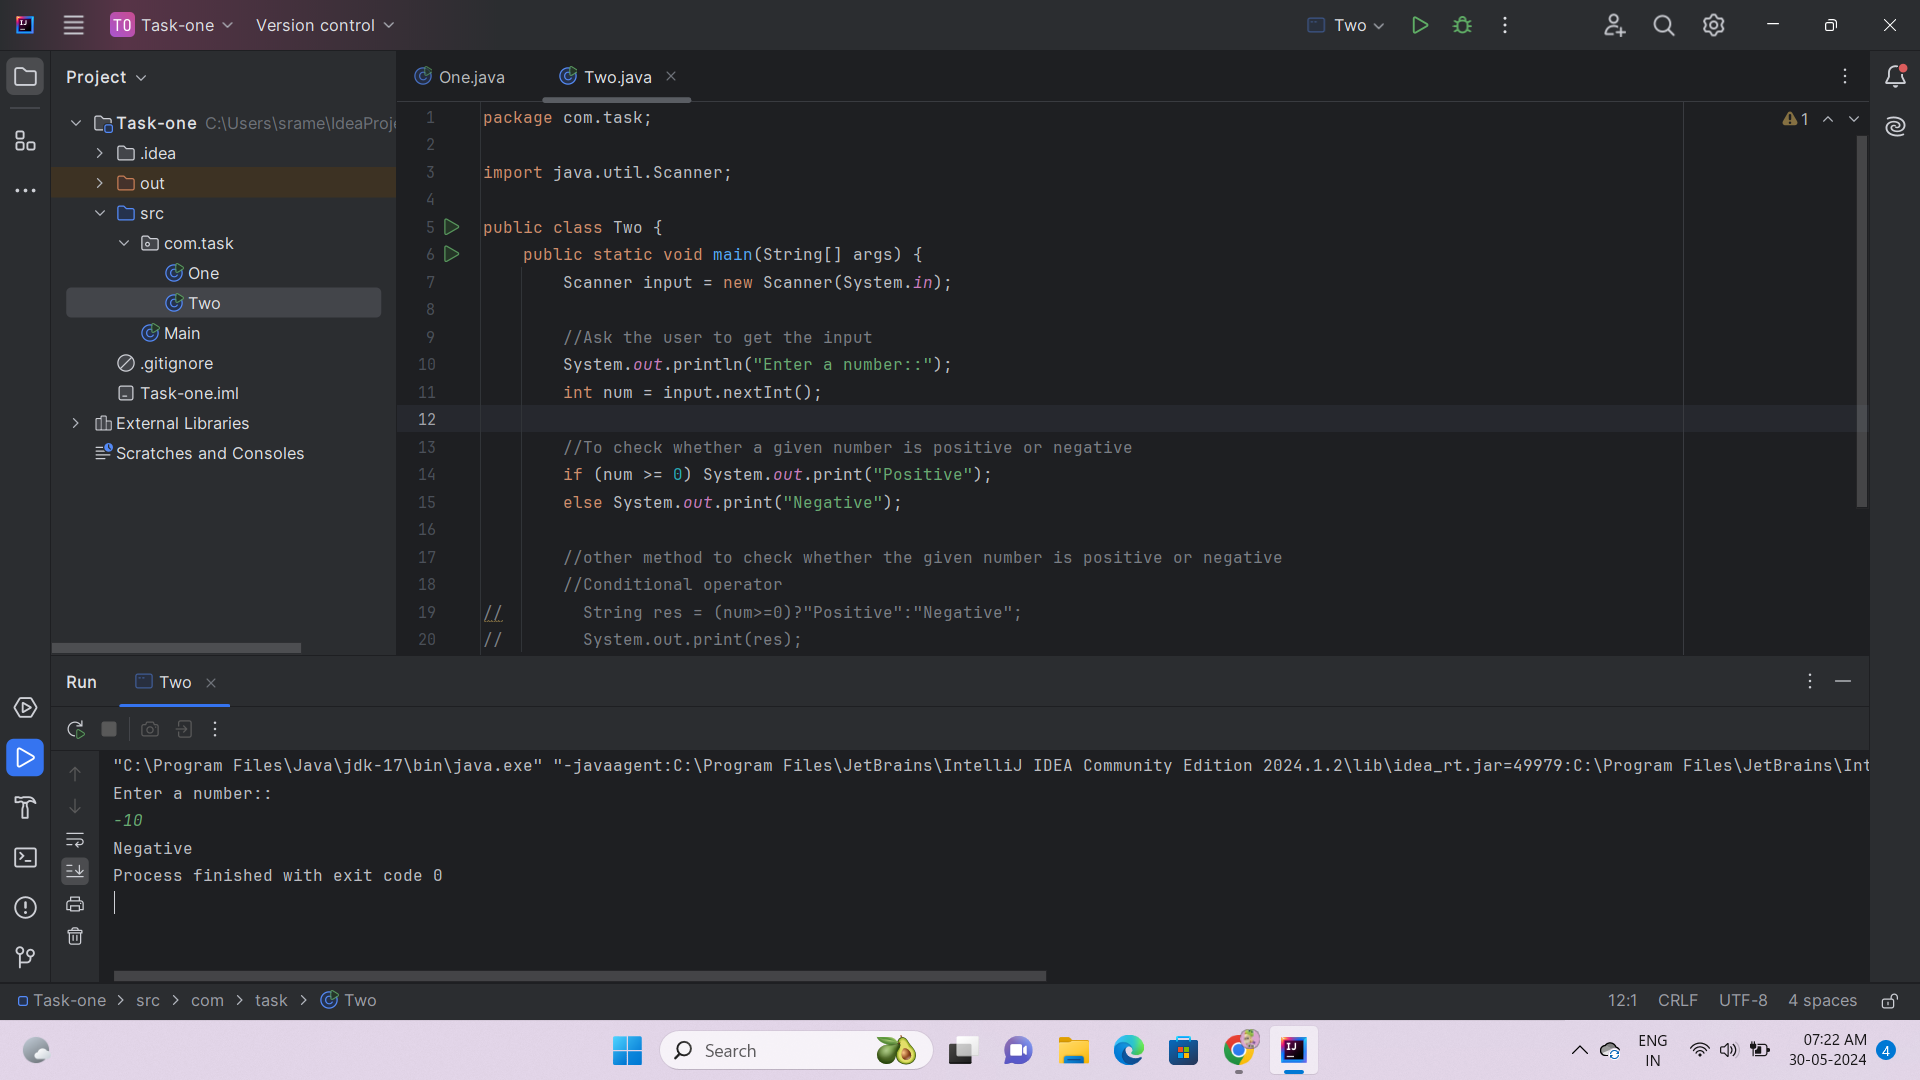 TO Task-one Version control Two
Project
One.java Two.java
Task-one C:\Users\srame\IdeaProj
.idea
out
src
com.task
One
Two
Main
.gitignore
Task-one.iml
External Libraries
Scratches and Consoles
1
1 package com.task;
2
3 import java.util.Scanner;
4
5 public class Two {
6 public static void main(String[] args) {
7 Scanner input = new Scanner(System.in);
8
9 //Ask the user to get the input
10 System.out.println("Enter a number::");
11 int num = input.nextInt();
12
13 //To check whether a given number is positive or negative
14 if (num >= 0) System.out.print("Positive");
15 else System.out.print("Negative");
16
17 //other method to check whether the given number is positive or negative
18 //Conditional operator
19 // String res = (num>=0)?"Positive":"Negative";
20 // System.out.print(res);
Run Two
"C:\Program Files\Java\jdk-17\bin\java.exe" "-javaagent:C:\Program Files\JetBrains\IntelliJ IDEA Community Edition 2024.1.2\lib\idea_rt.jar=49979:C:\Program Files\JetBrains\Int
Enter a number::
-10
Negative
Process finished with exit code 0
Task-one > src > com > task > Two 12:1 CRLF UTF-8 4 spaces
Search
IJ
ENG
IN
07:22 AM
30-05-2024
4